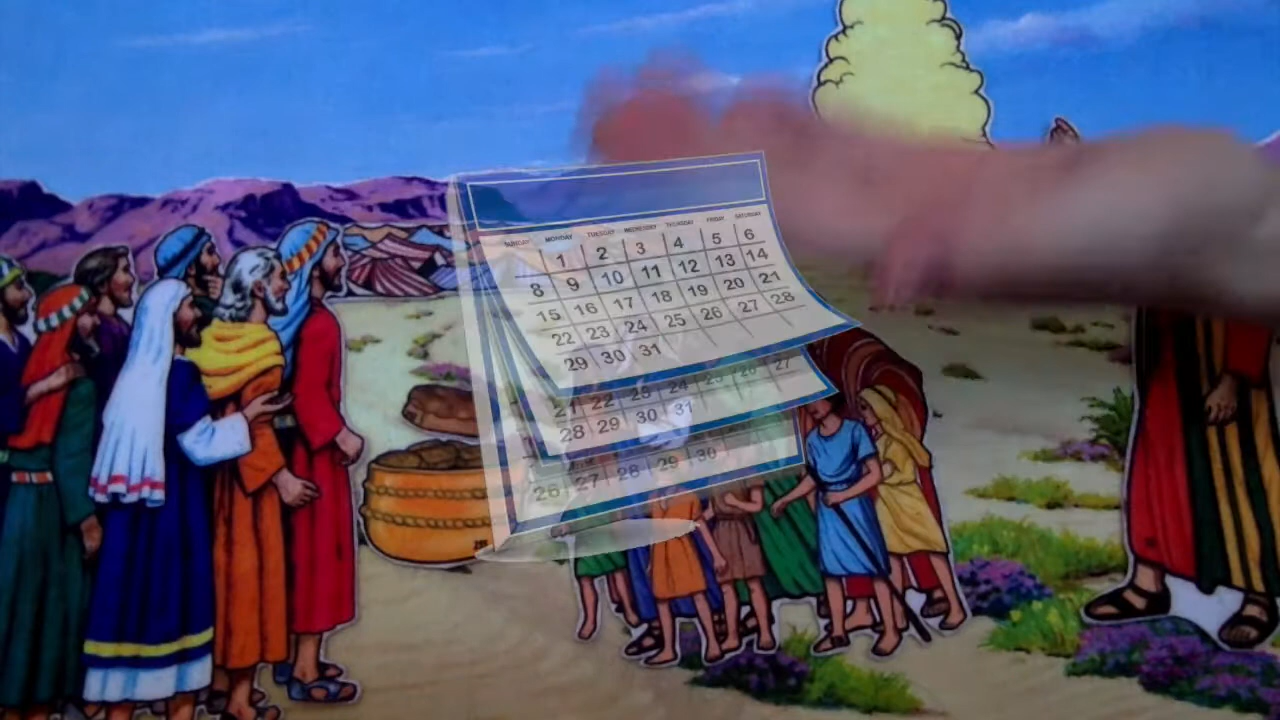 SUNDAY MONDAY TUESDAY WEDNESDAY THURSDAY FRIDAY SATURDAY
1 2 3 4 5 6
8 9 10 11 12 13 14
15 16 17 18 19 20 21
22 23 24 25 26 27 28
29 30 31
21 22 23 24 25 26 27
28 29 30 31
26 27 28 29 30